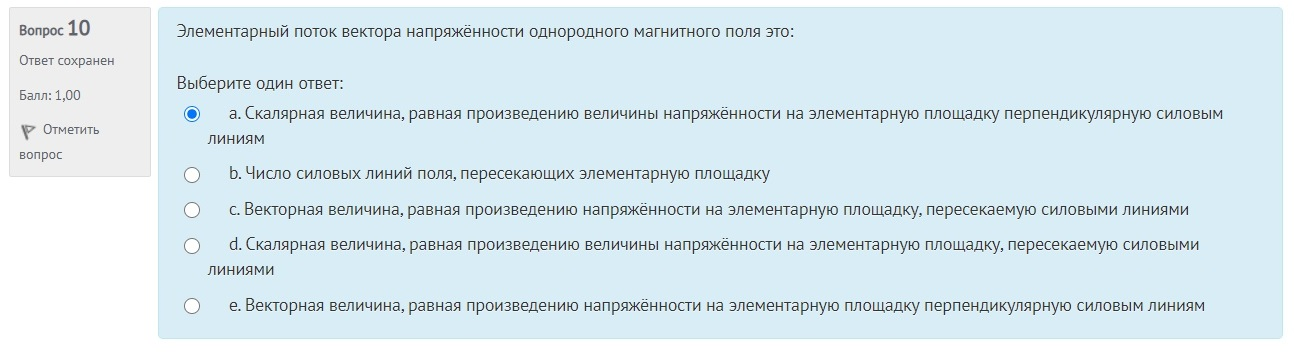 Вопрос 10
Ответ сохранен
Балл: 1,00
Отметить
вопрос
Элементарный поток вектора напряжённости однородного магнитного поля это:
Выберите один ответ:
a. Скалярная величина, равная произведению величины напряжённости на элементарную площадку перпендикулярную силовым
линиям
b. Число силовых линий поля, пересекающих элементарную площадку
c. Векторная величина, равная произведению напряжённости на элементарную площадку, пересекаемую силовыми линиями
d. Скалярная величина, равная произведению величины напряжённости на элементарную площадку, пересекаемую силовыми
линиями
e. Векторная величина, равная произведению напряжённости на элементарную площадку перпендикулярную силовым линиям